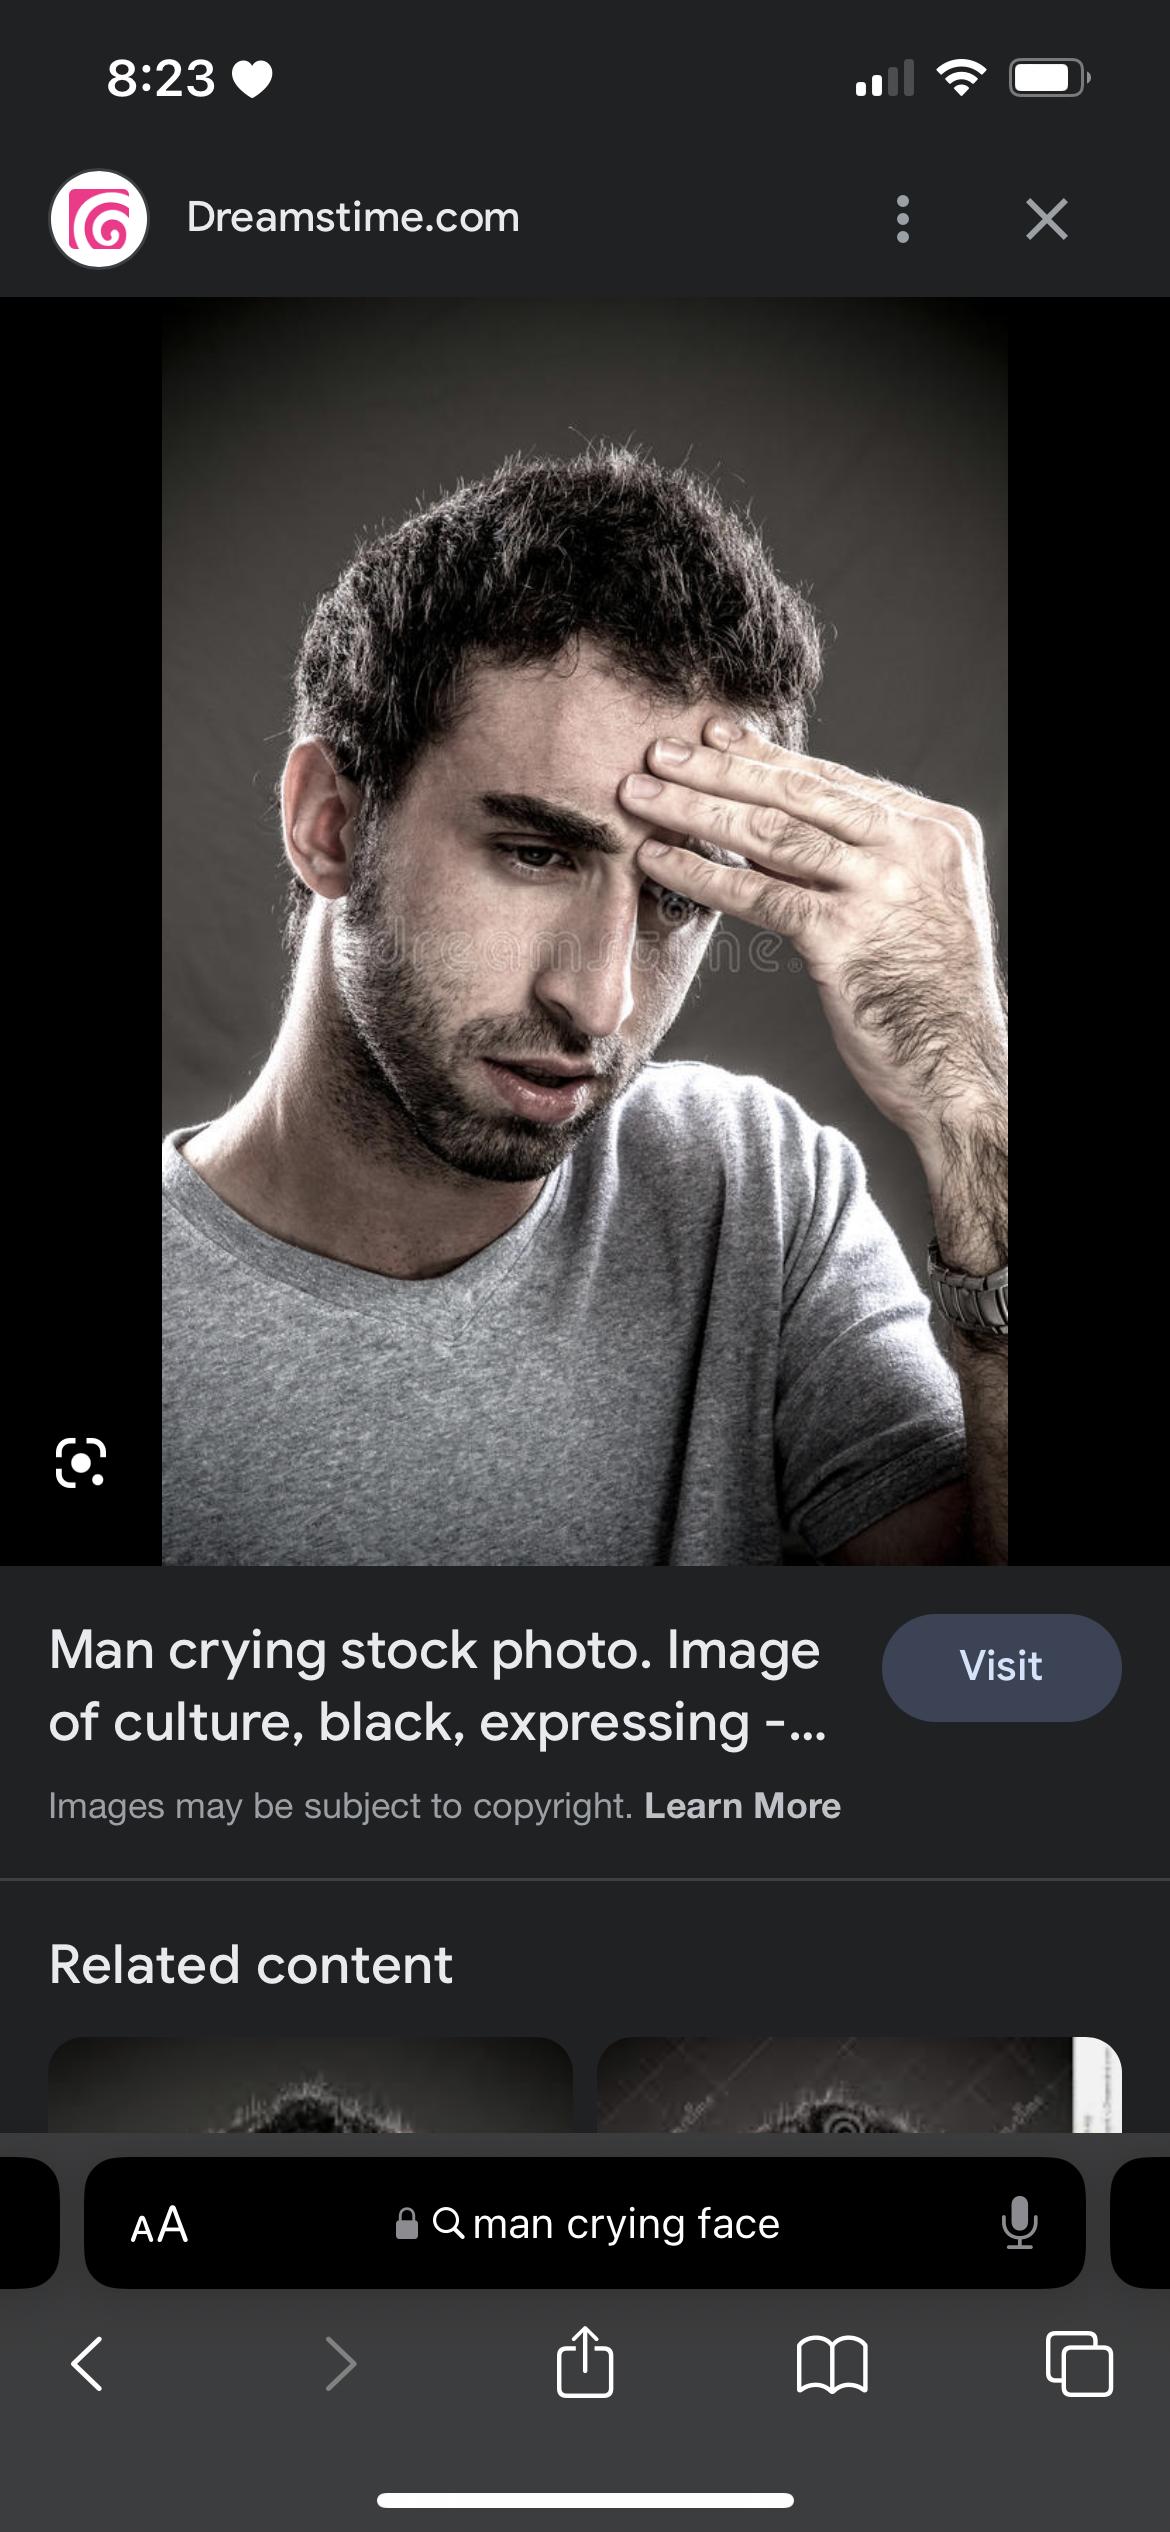 8:23
Dreamstime.com
dreamstime.®
Man crying stock photo. Image
of culture, black, expressing -...
Visit
Images may be subject to copyright. Learn More
Related content
AA
man crying face